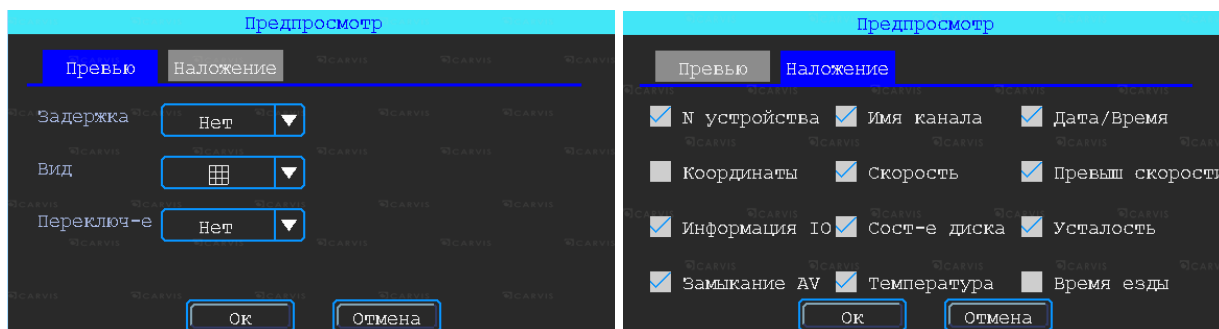 Предпросмотр
Превью Наложение
Задержка Нет
Вид
Переключ-е Нет
Ок Отмена
Предпросмотр
Превью Наложение
N устройства Имя канала Дата/Время
Координаты Скорость Превыш скорости
Информация IO Сост-е диска Усталость
Замыкание AV Температура Время езды
Ок Отмена